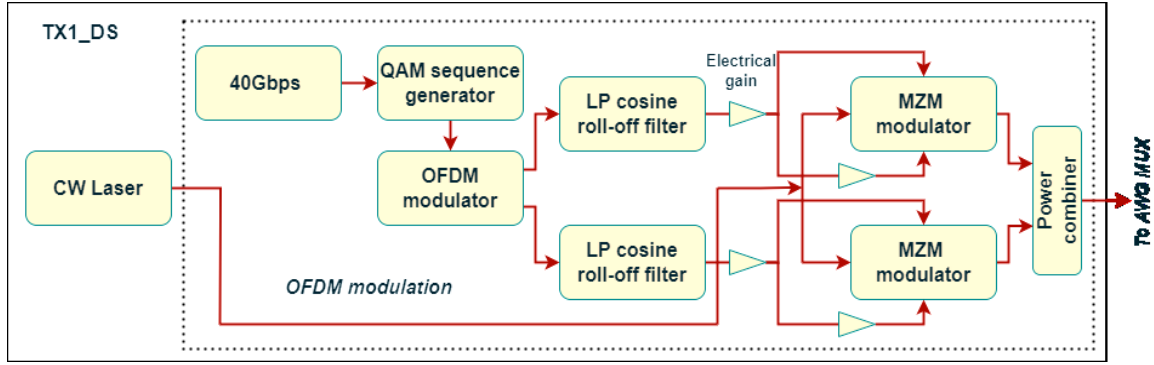 TX1_DS
40Gbps
QAM sequence
generator
LP cosine
roll-off filter
Electrical
gain
MZM
modulator
CW Laser
OFDM
modulator
Power
combiner
To AWG MUX
LP cosine
roll-off filter
MZM
modulator
OFDM modulation